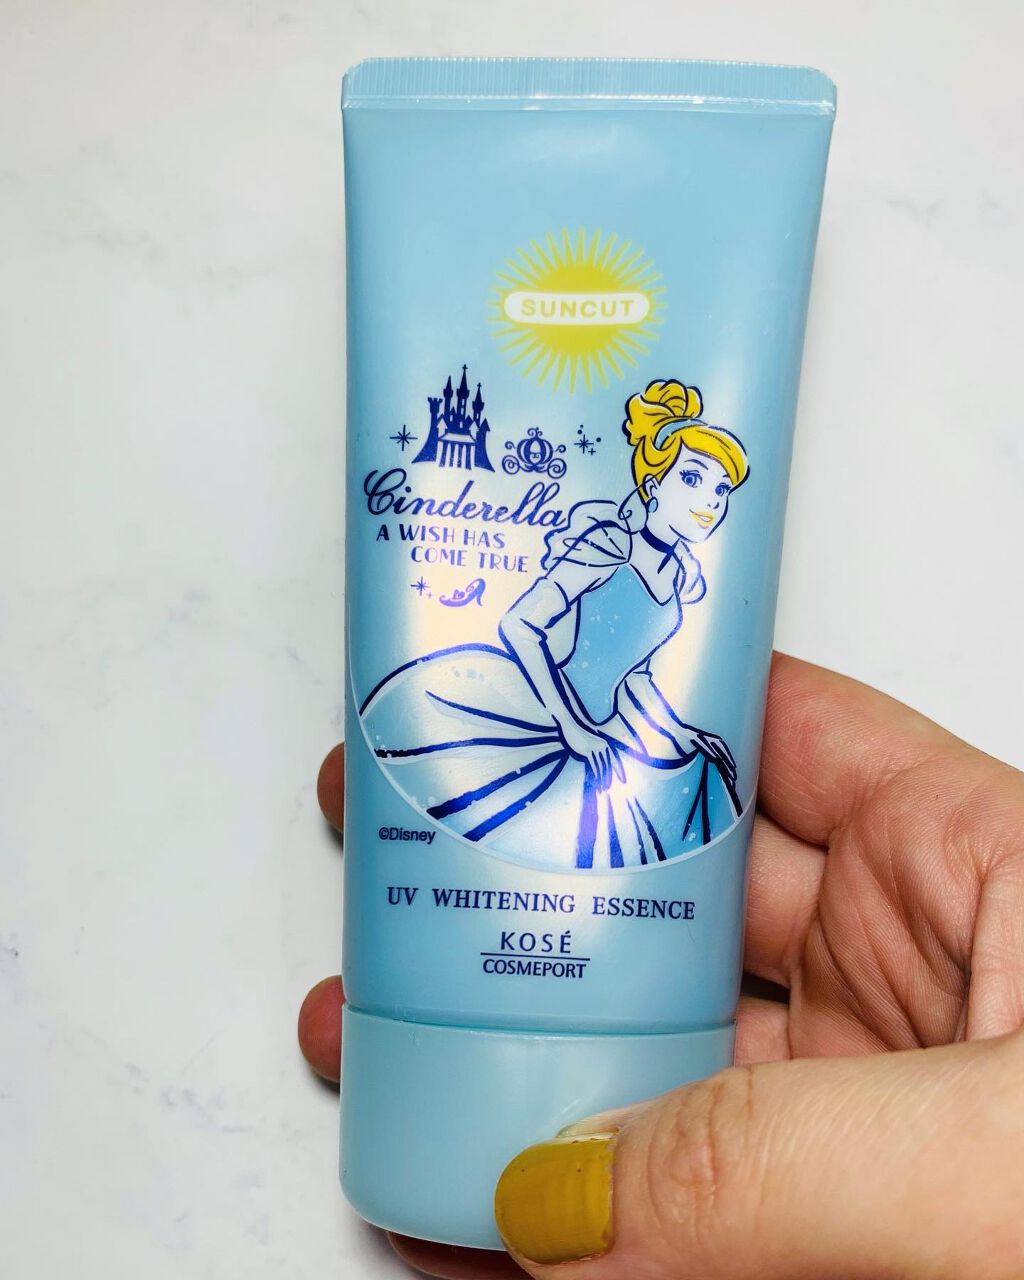 SUNCUT
Cinderella
A WISH HAS
COME TRUE
©Disney
UV WHITENING ESSENCE
KOSÉ
COSMEPORT